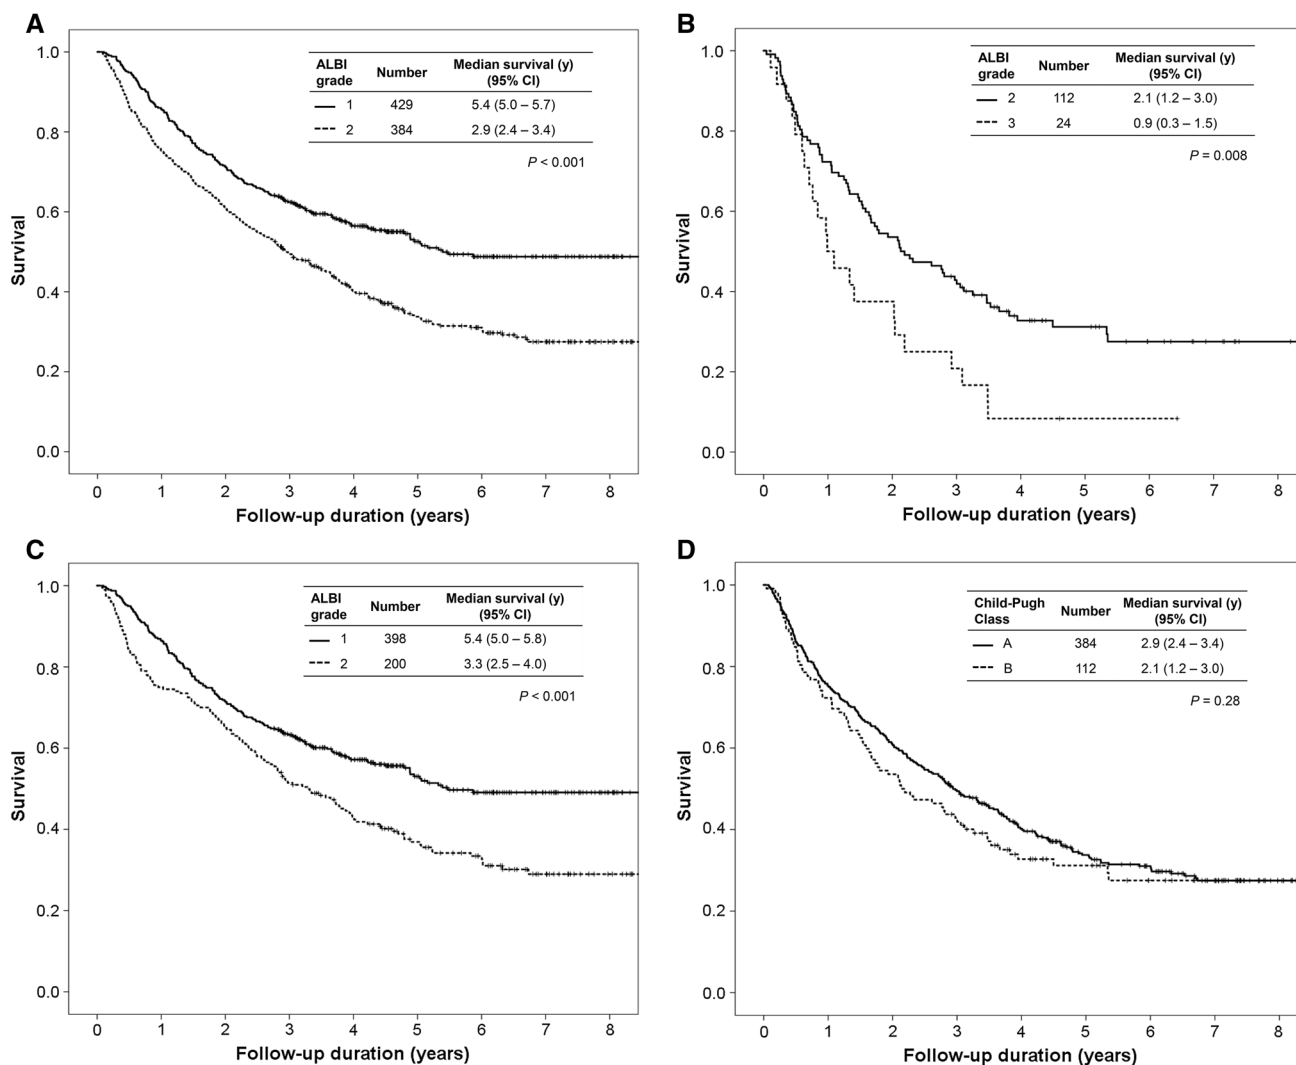 A
ALBI grade Number Median survival (y) (95% CI)
1 429 5.4 (5.0 – 5.7)
2 384 2.9 (2.4 – 3.4)
P < 0.001
Survival
1.0
0.8
0.6
0.4
0.2
0.0
0 1 2 3 4 5 6 7 8
Follow-up duration (years)
B
ALBI grade Number Median survival (y) (95% CI)
2 112 2.1 (1.2 – 3.0)
3 24 0.9 (0.3 – 1.5)
P = 0.008
Survival
1.0
0.8
0.6
0.4
0.2
0.0
0 1 2 3 4 5 6 7 8
Follow-up duration (years)
C
ALBI grade Number Median survival (y) (95% CI)
1 398 5.4 (5.0 – 5.8)
2 200 3.3 (2.5 – 4.0)
P < 0.001
Survival
1.0
0.8
0.6
0.4
0.2
0.0
0 1 2 3 4 5 6 7 8
Follow-up duration (years)
D
Child-Pugh Class Number Median survival (y) (95% CI)
A 384 2.9 (2.4 – 3.4)
B 112 2.1 (1.2 – 3.0)
P = 0.28
Survival
1.0
0.8
0.6
0.4
0.2
0.0
0 1 2 3 4 5 6 7 8
Follow-up duration (years)